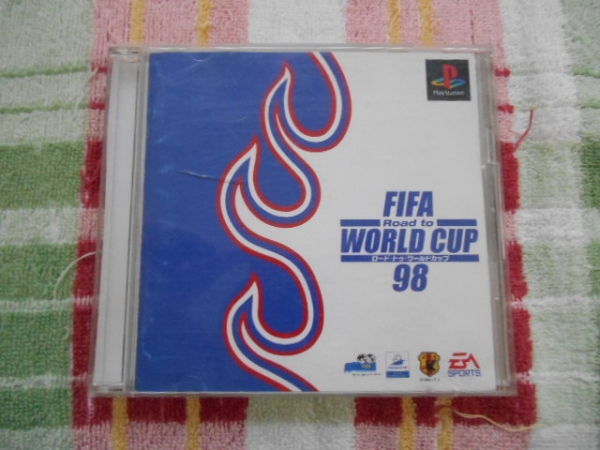 PlayStation
FIFA
Road to
WORLD CUP
ロード・トゥ・ワールドカップ
98
EA
SPORTS